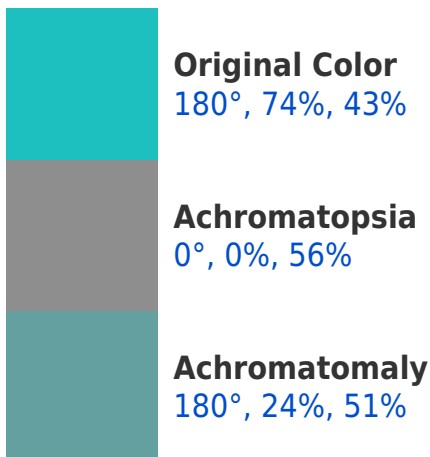 Original Color
180°, 74%, 43%
Achromatopsia
0°, 0%, 56%
Achromatomaly
180°, 24%, 51%